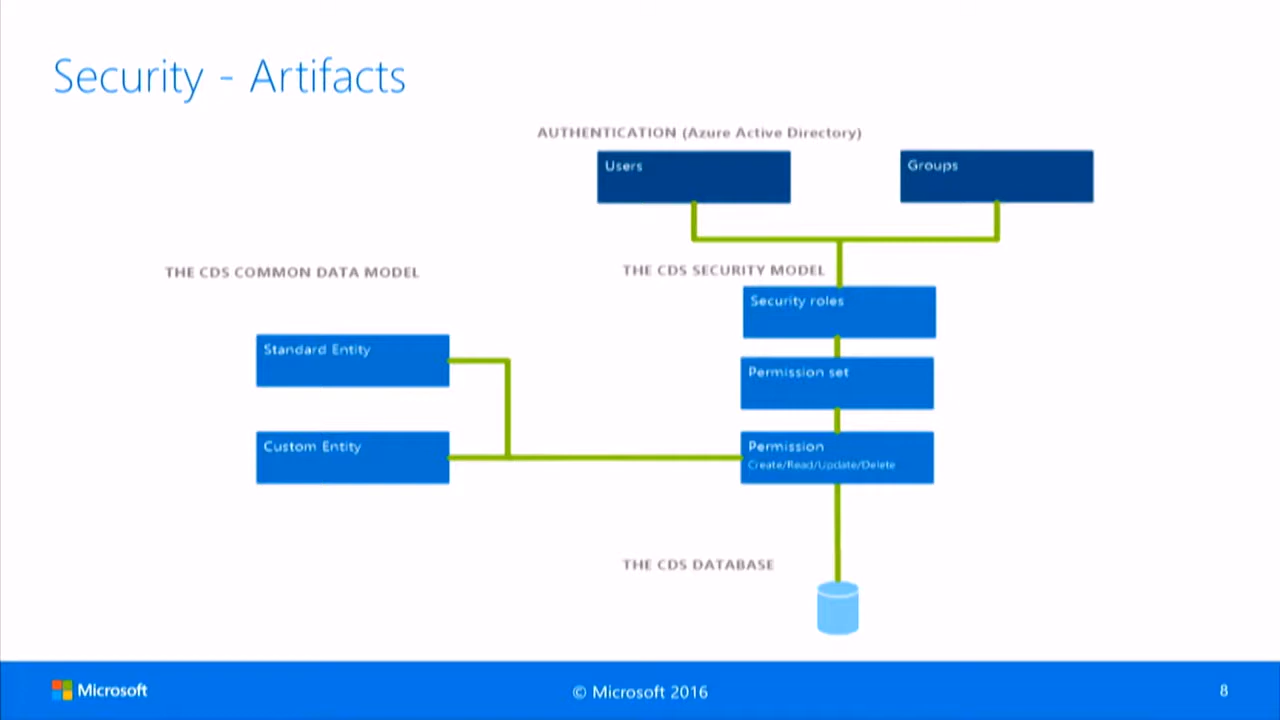 Security - Artifacts
AUTHENTICATION (Azure Active Directory)
Users
Groups
THE CDS COMMON DATA MODEL
THE CDS SECURITY MODEL
Security roles
Standard Entity
Permission set
Custom Entity
Permission
Create/Read/Update/Delete
THE CDS DATABASE
Microsoft
© Microsoft 2016
8